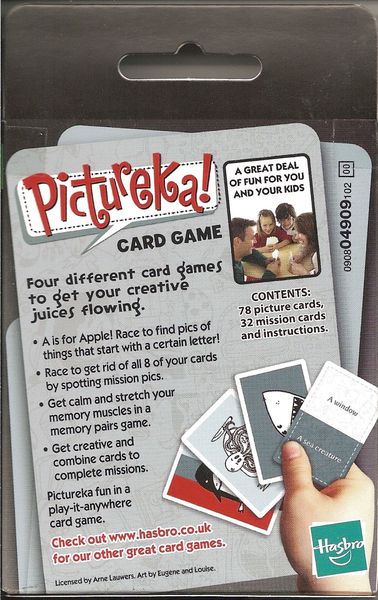 Pictureka!
CARD GAME
A GREAT DEAL
OF FUN FOR YOU
AND YOUR KIDS
090804909102 00
Four different card games
to get your creative
juices flowing.
CONTENTS:
78 picture cards,
32 mission cards
and instructions.
• A is for Apple! Race to find pics of
things that start with a certain letter!
• Race to get rid of all 8 of your cards
by spotting mission pics.
• Get calm and stretch your
memory muscles in a
memory pairs game.
• Get creative and
combine cards to
complete missions.
A window
A sea creature
Pictureka fun in a
play-it-anywhere
card game.
Check out www.hasbro.co.uk
for our other great card games.
Hasbro
Licensed by Arne Lauwers. Art by Eugene and Louise.